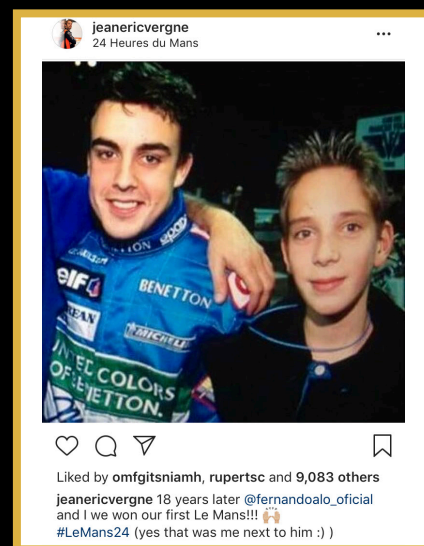 jeanericvergne
24 Heures du Mans
elf
BENETTON
MICHELI
UNITED COLORS
OF BENETTON.
Liked by omfgitsniamh, rupertsc and 9,083 others
jeanericvergne 18 years later @fernandoalo_oficial
and I we won our first Le Mans!!! 🙌🏼
#LeMans24 (yes that was me next to him :) )